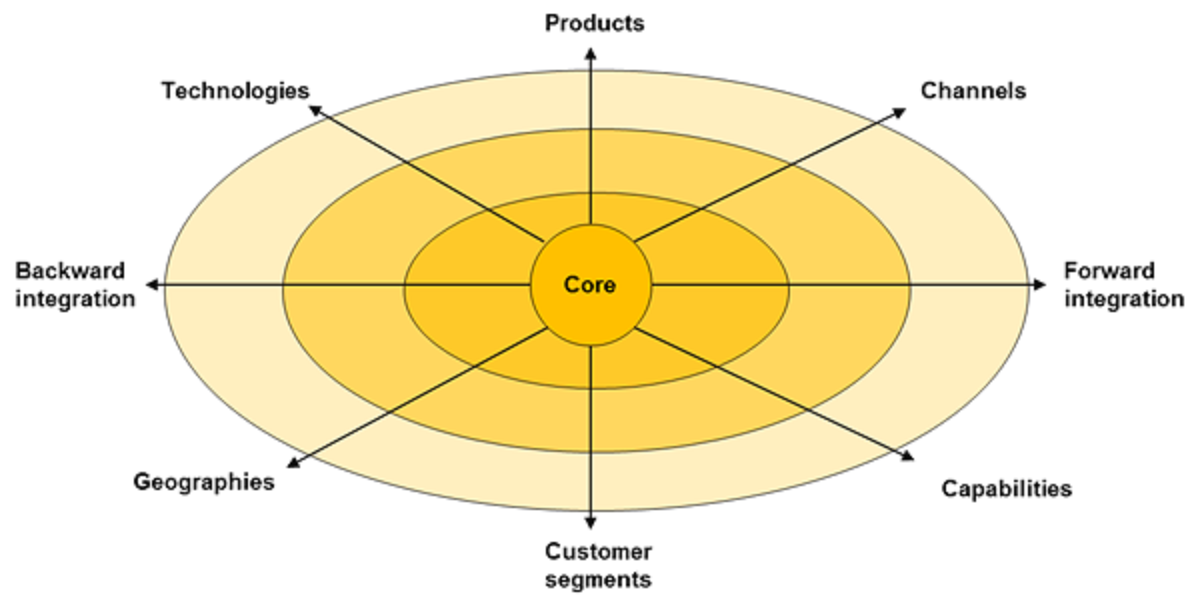 Products
Technologies
Channels
Backward
integration
Core
Forward
integration
Geographies
Capabilities
Customer
segments